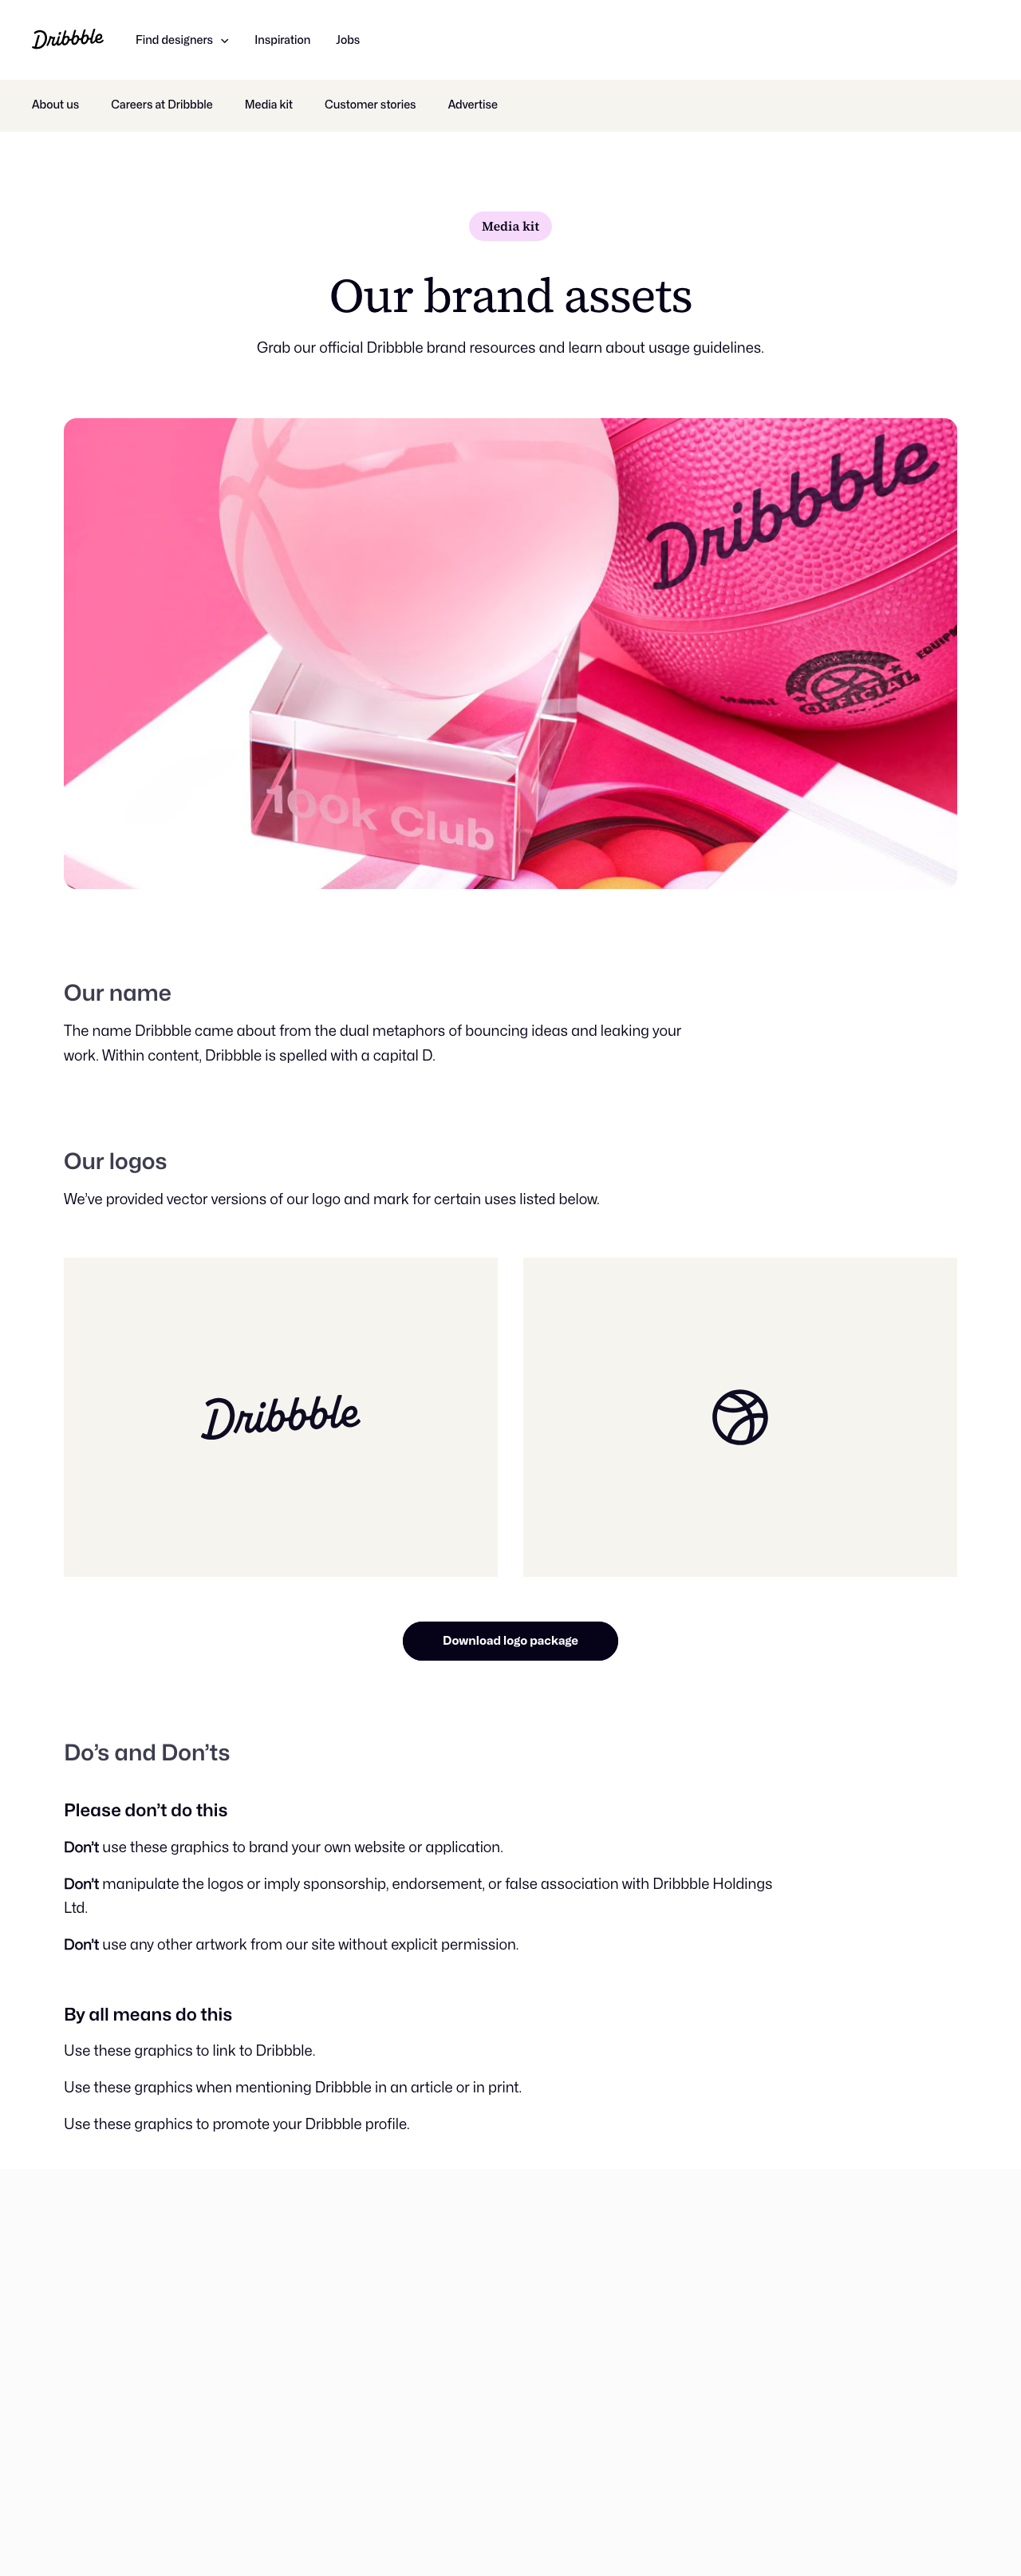 Dribbble
Find designers
Inspiration
Jobs
About us
Careers at Dribbble
Media kit
Customer stories
Advertise
Media kit
Our brand assets
Grab our official Dribbble brand resources and learn about usage guidelines.
Dribbble
EQUIPM
OFFICIAL
100k Club
Our name
The name Dribbble came about from the dual metaphors of bouncing ideas and leaking your
work. Within content, Dribbble is spelled with a capital D.
Our logos
We’ve provided vector versions of our logo and mark for certain uses listed below.
Dribbble
Download logo package
Do’s and Don’ts
Please don’t do this
Don’t use these graphics to brand your own website or application.
Don’t manipulate the logos or imply sponsorship, endorsement, or false association with Dribbble Holdings
Ltd.
Don’t use any other artwork from our site without explicit permission.
By all means do this
Use these graphics to link to Dribbble.
Use these graphics when mentioning Dribbble in an article or in print.
Use these graphics to promote your Dribbble profile.